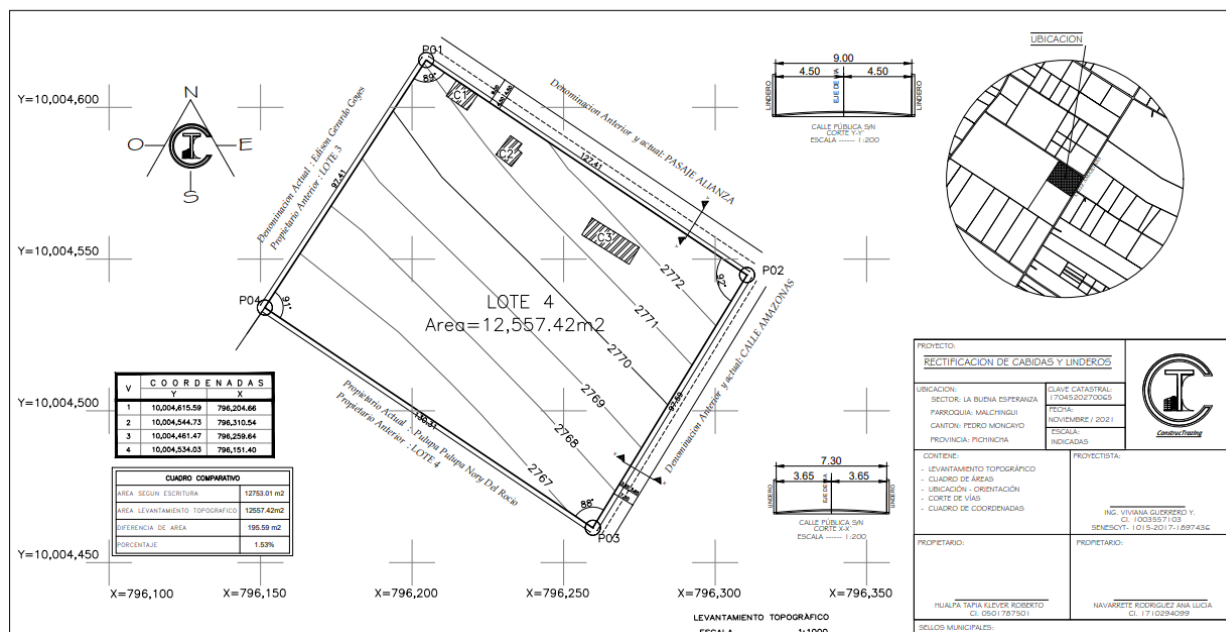 P01
89°
Y=10,004,600
N
O
E
S
C1
C2
C3
Denominacion Anterior y actual: PASAJE ALIANZA
127.41
Denominacion Actual : Edison Gerardo Goyes
Propietario Anterior : LOTE 3
97.61
9.00
4.50
4.50
LINDERO
EJE DE VIA
LINDERO
CALLE PÚBLICA S/N
CORTE Y-Y'
ESCALA ------ 1:200
UBICACION
Y=10,004,550
P02
92°
P04
91°
2772
2771
2770
2769
2768
2767
LOTE 4
Area=12,557.42m2
Denominacion Anterior y actual: CALLE AMAZONAS
97.59
Propietario Actual : Pulupa Pulupa Nory Del Rocio
Propietario Anterior : LOTE 4
130.31
88°
P03
V COORDENADAS
Y X
1 10,004,615.59 796,204.66
2 10,004,544.73 796,310.54
3 10,004,461.47 796,259.64
4 10,004,534.03 796,151.40
Y=10,004,500
CUADRO COMPARATIVO
AREA SEGUN ESCRITURA 12753.01 m2
AREA LEVANTAMIENTO TOPOGRAFICO 12557.42m2
DIFERENCIA DE AREA 195.59 m2
PORCENTAJE 1.53%
Y=10,004,450
7.30
3.65
3.65
LINDERO
EJE DE VIA
LINDERO
CALLE PÚBLICA S/N
CORTE X-X'
ESCALA ------ 1:200
X=796,100
X=796,150
X=796,200
X=796,250
X=796,300
X=796,350
LEVANTAMIENTO TOPOGRÁFICO
ESCALA 1:1000
PROYECTO:
RECTIFICACION DE CABIDAS Y LINDEROS
UBICACION:
SECTOR: LA BUENA ESPERANZA
PARROQUIA: MALCHINGUI
CANTON: PEDRO MONCAYO
PROVINCIA: PICHINCHA
CLAVE CATASTRAL:
1704520270065
FECHA:
NOVIEMBRE / 2021
ESCALA:
INDICADAS
ConstrucTrazing
CONTIENE:
- LEVANTAMIENTO TOPOGRÁFICO
- CUADRO DE ÁREAS
- UBICACIÓN - ORIENTACIÓN
- CORTE DE VÍAS
- CUADRO DE COORDENADAS
PROYECTISTA:
ING. VIVIANA GUERRERO Y.
CI. 1003557103
SENESCYT- 1015-2017-1897436
PROPIETARIO:
HUALPA TAPIA KLEVER ROBERTO
CI. 0501787501
PROPIETARIO:
NAVARRETE RODRIGUEZ ANA LUCIA
CI. 1710294099
SELLOS MUNICIPALES: